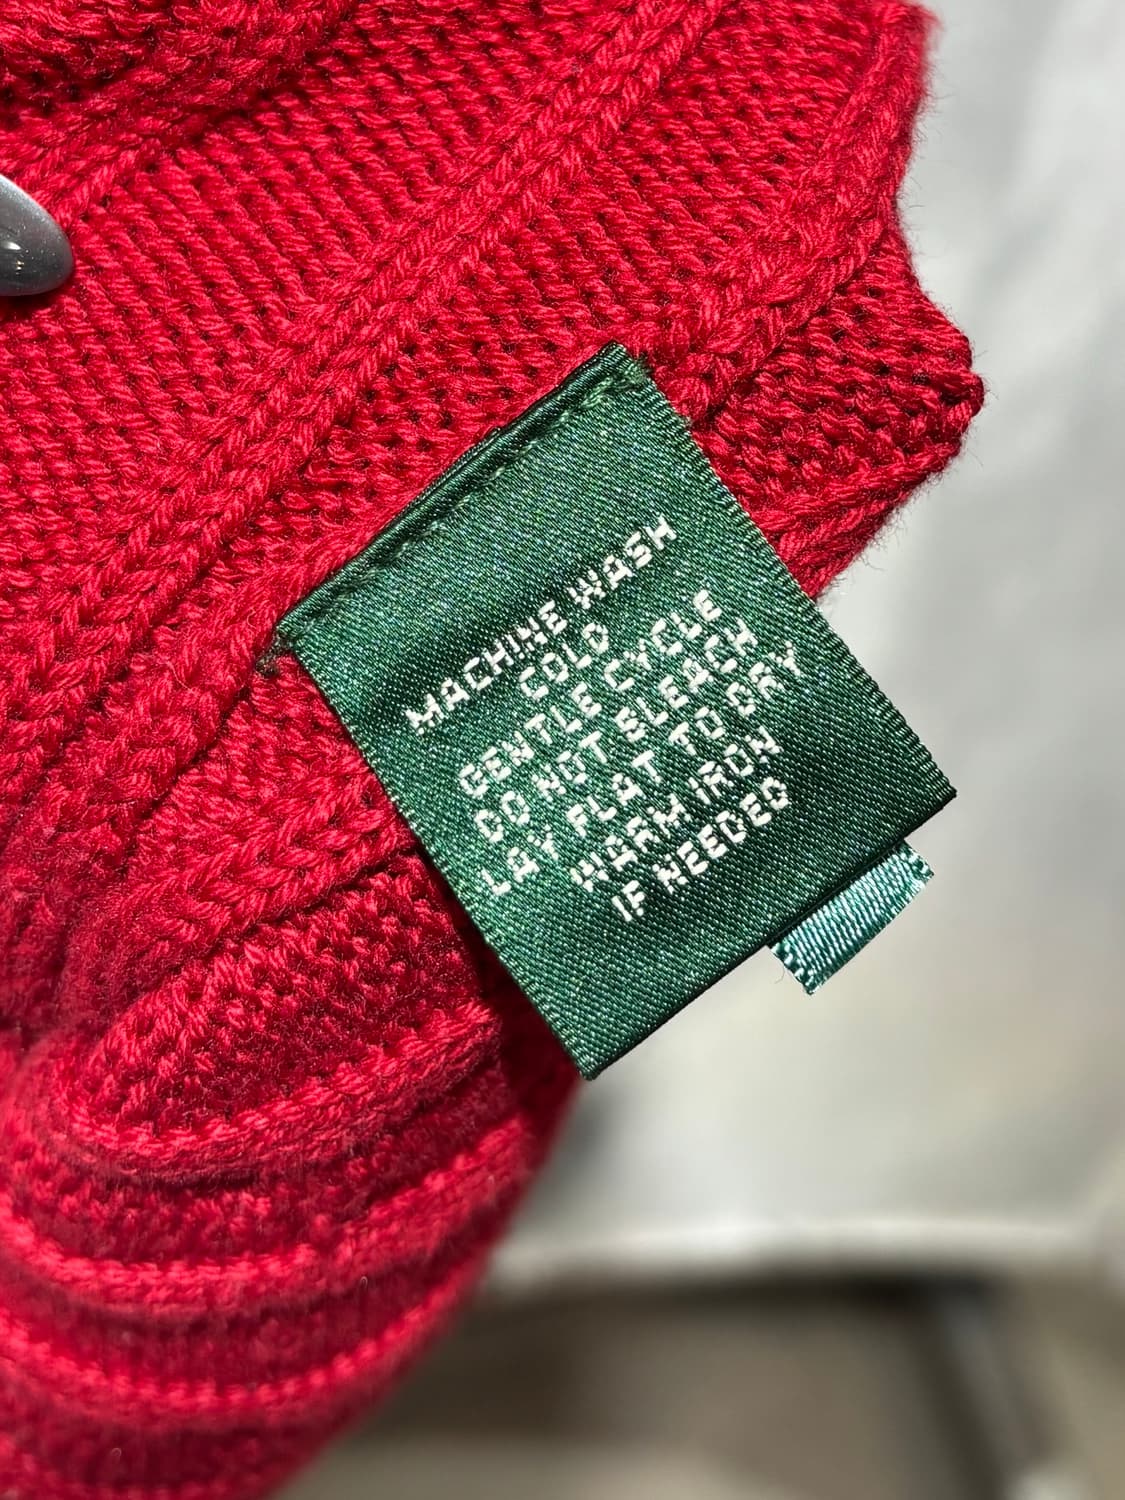 MACHINE WASH
COLD
GENTLE CYCLE
DO NOT BLEACH
LAY FLAT TO DRY
WARM IRON
IF NEEDED